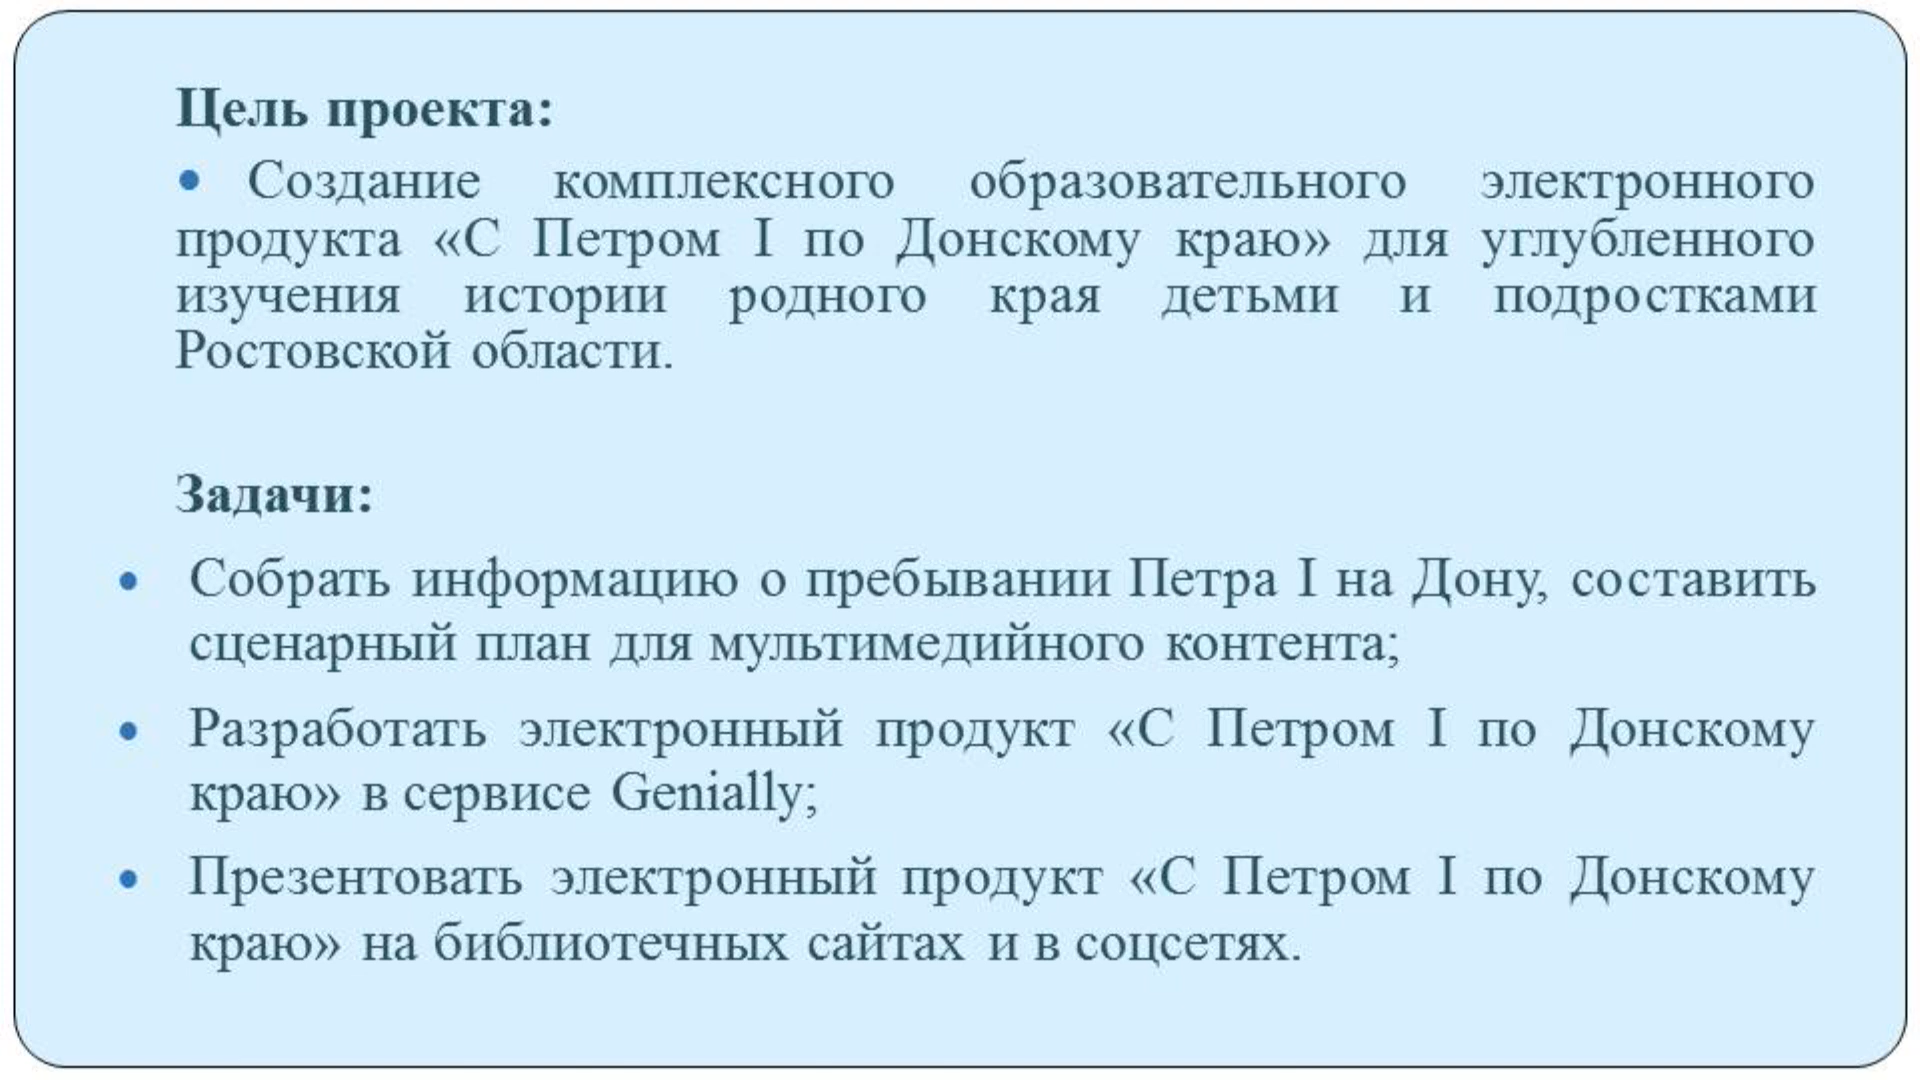 Цель проекта:
• Создание комплексного образовательного электронного
продукта «С Петром I по Донскому краю» для углубленного
изучения истории родного края детьми и подростками
Ростовской области.
Задачи:
• Собрать информацию о пребывании Петра I на Дону, составить
сценарный план для мультимедийного контента;
• Разработать электронный продукт «С Петром I по Донскому
краю» в сервисе Genially;
• Презентовать электронный продукт «С Петром I по Донскому
краю» на библиотечных сайтах и в соцсетях.